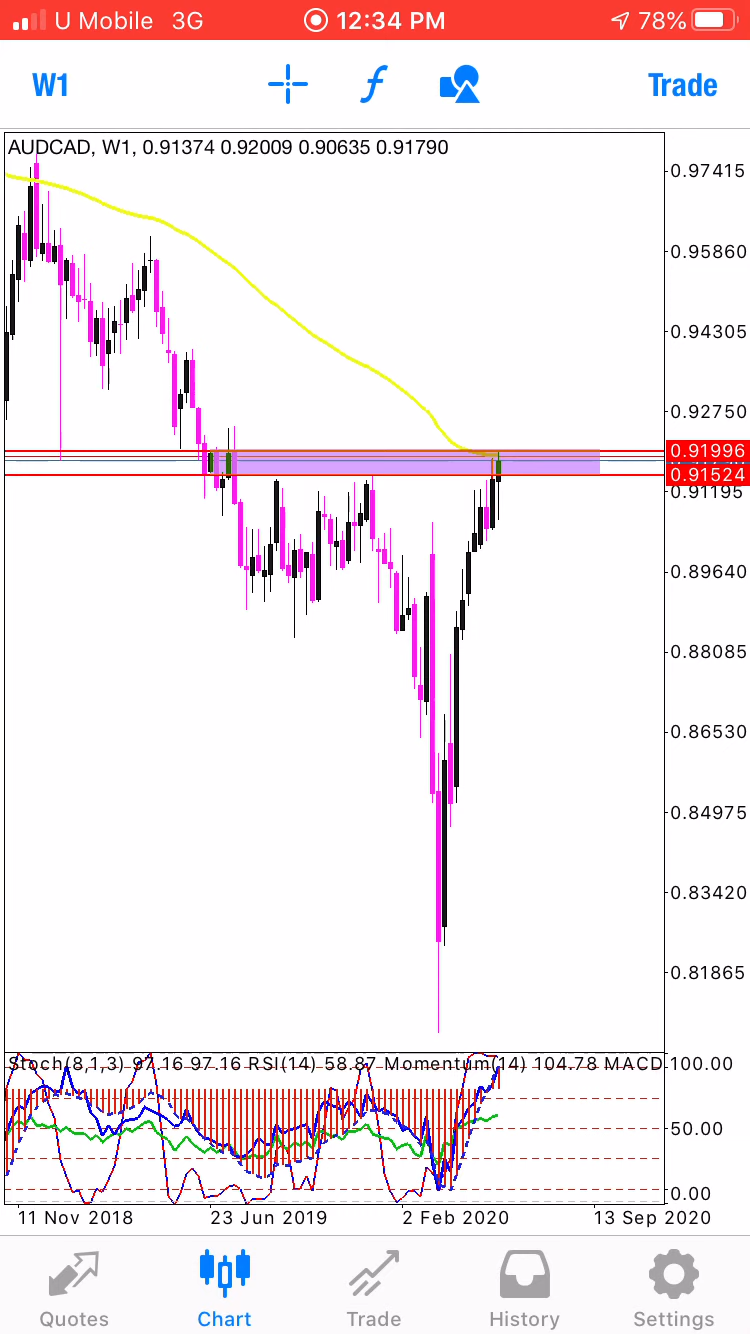 U Mobile 3G 12:34 PM 78%
W1 f Trade
AUDCAD, W1, 0.91374 0.92009 0.90635 0.91790
0.97415
0.95860
0.94305
0.92750
0.91996
0.91524
0.91195
0.89640
0.88085
0.86530
0.84975
0.83420
0.81865
Stoch(8,1,3) 97.16 97.16 RSI(14) 58.87 Momentum(14) 104.78 MACD 100.00
50.00
0.00
11 Nov 2018 23 Jun 2019 2 Feb 2020 13 Sep 2020
Quotes Chart Trade History Settings